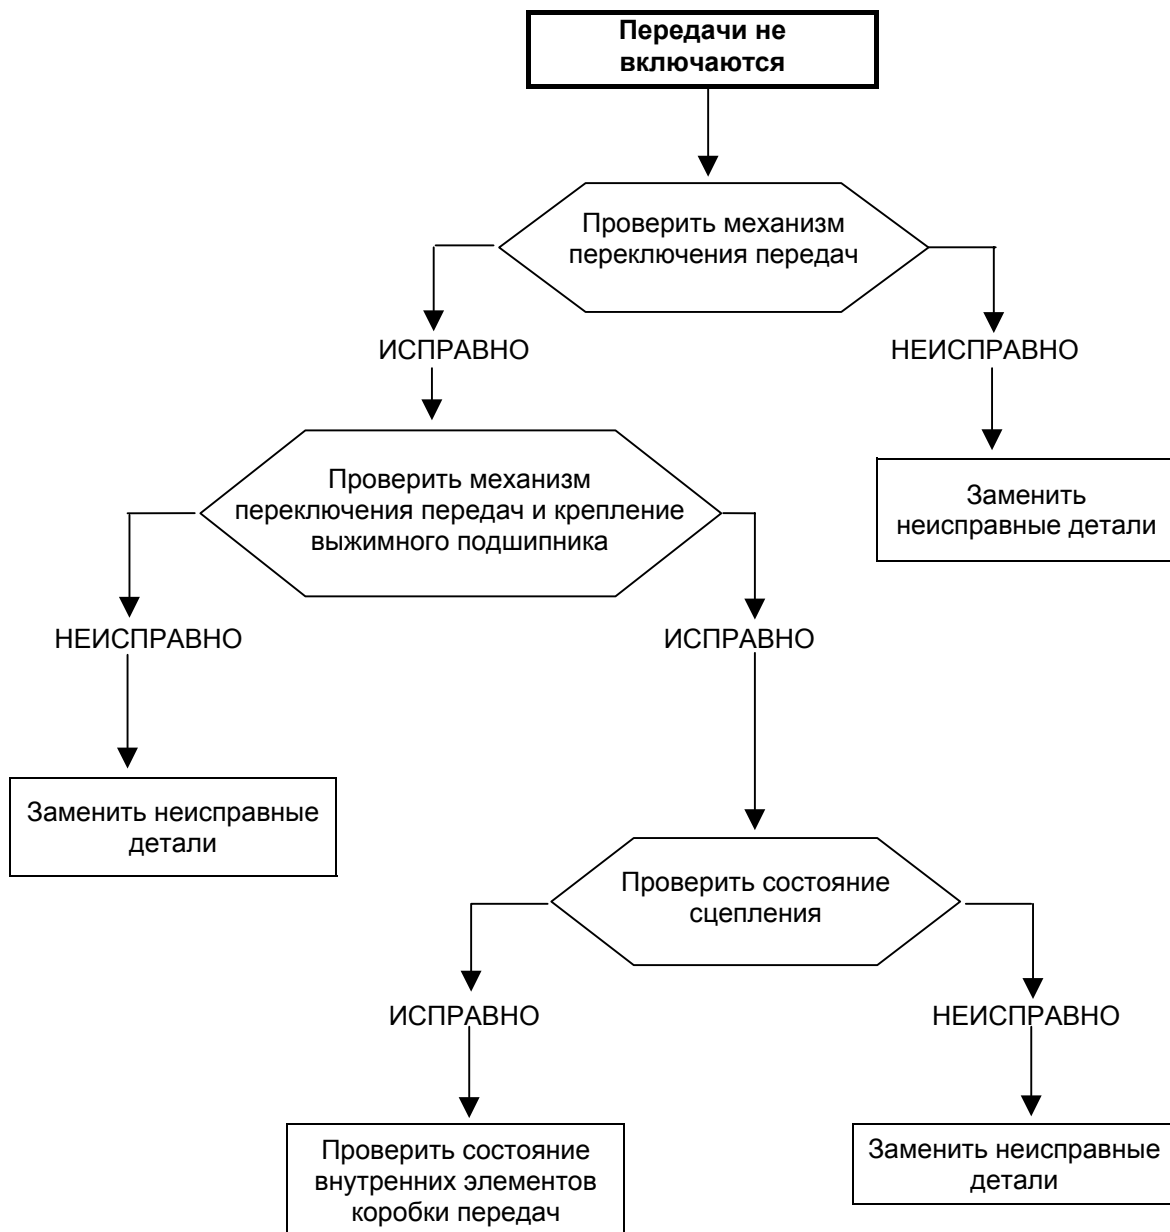 Передачи не
включаются
Проверить механизм
переключения передач
ИСПРАВНО
НЕИСПРАВНО
Проверить механизм
переключения передач и крепление
выжимного подшипника
Заменить
неисправные детали
НЕИСПРАВНО
ИСПРАВНО
Заменить неисправные
детали
Проверить состояние
сцепления
ИСПРАВНО
НЕИСПРАВНО
Проверить состояние
внутренних элементов
коробки передач
Заменить неисправные
детали